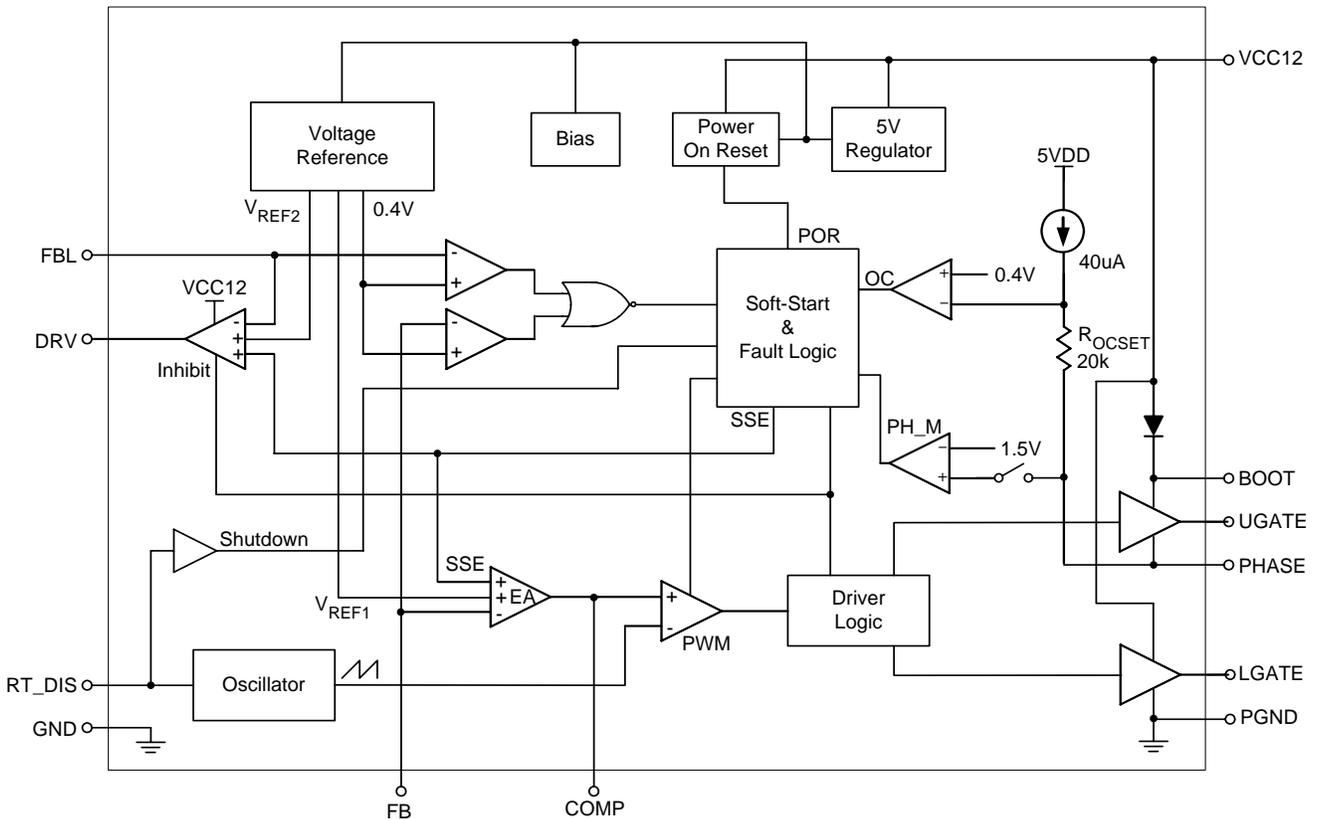 VCC12
Voltage
Reference
Bias
Power
On Reset
5V
Regulator
5VDD
VREF2
0.4V
POR
FBL
-
+
40uA
VCC12
OC
+
0.4V
-
Soft-Start
&
Fault Logic
DRV
-
+
+
-
+
ROCSET
20k
Inhibit
SSE
PH_M
-
1.5V
+
BOOT
UGATE
Shutdown
SSE
PHASE
+
+
EA
-
VREF1
+
-
PWM
Driver
Logic
RT_DIS
Oscillator
LGATE
GND
PGND
FB
COMP